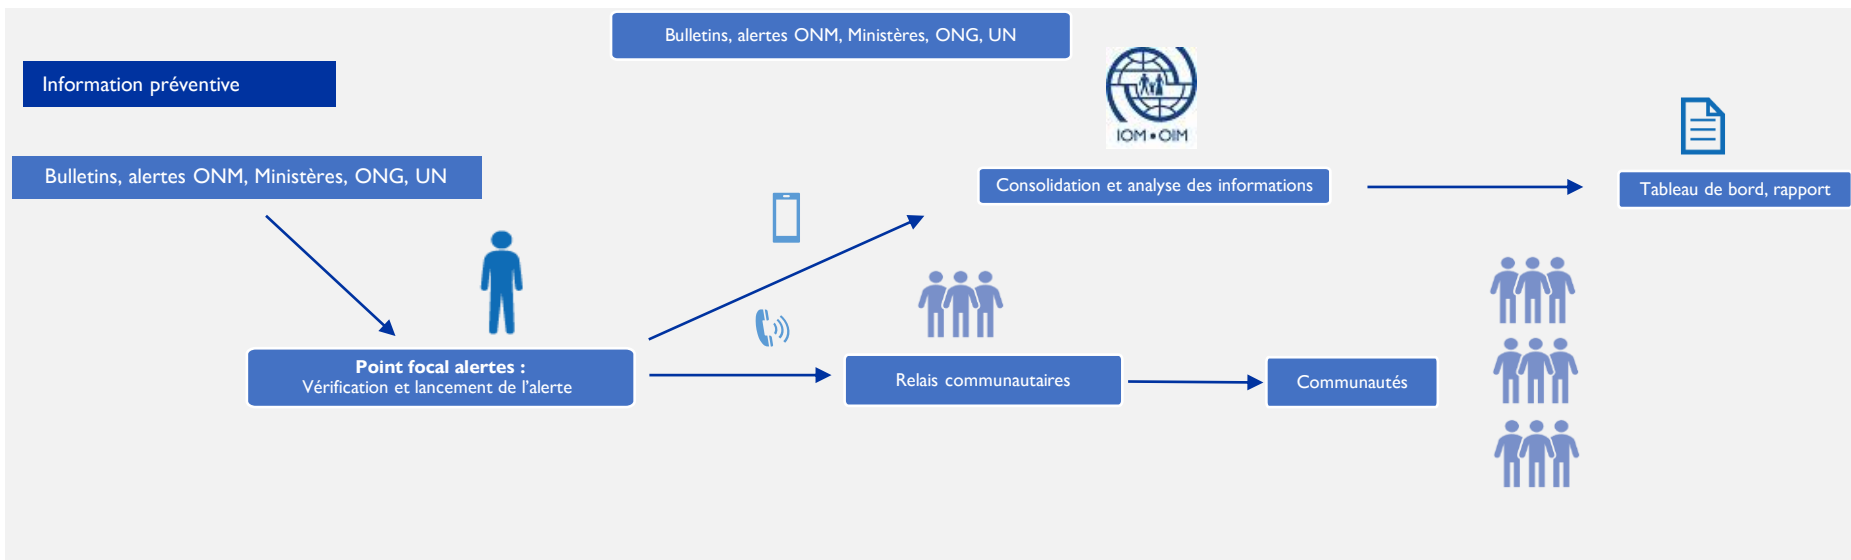 Bulletins, alertes ONM, Ministères, ONG, UN
Information préventive
IOM • OIM
Bulletins, alertes ONM, Ministères, ONG, UN
Consolidation et analyse des informations
Tableau de bord, rapport
Point focal alertes :
Vérification et lancement de l’alerte
Relais communautaires
Communautés